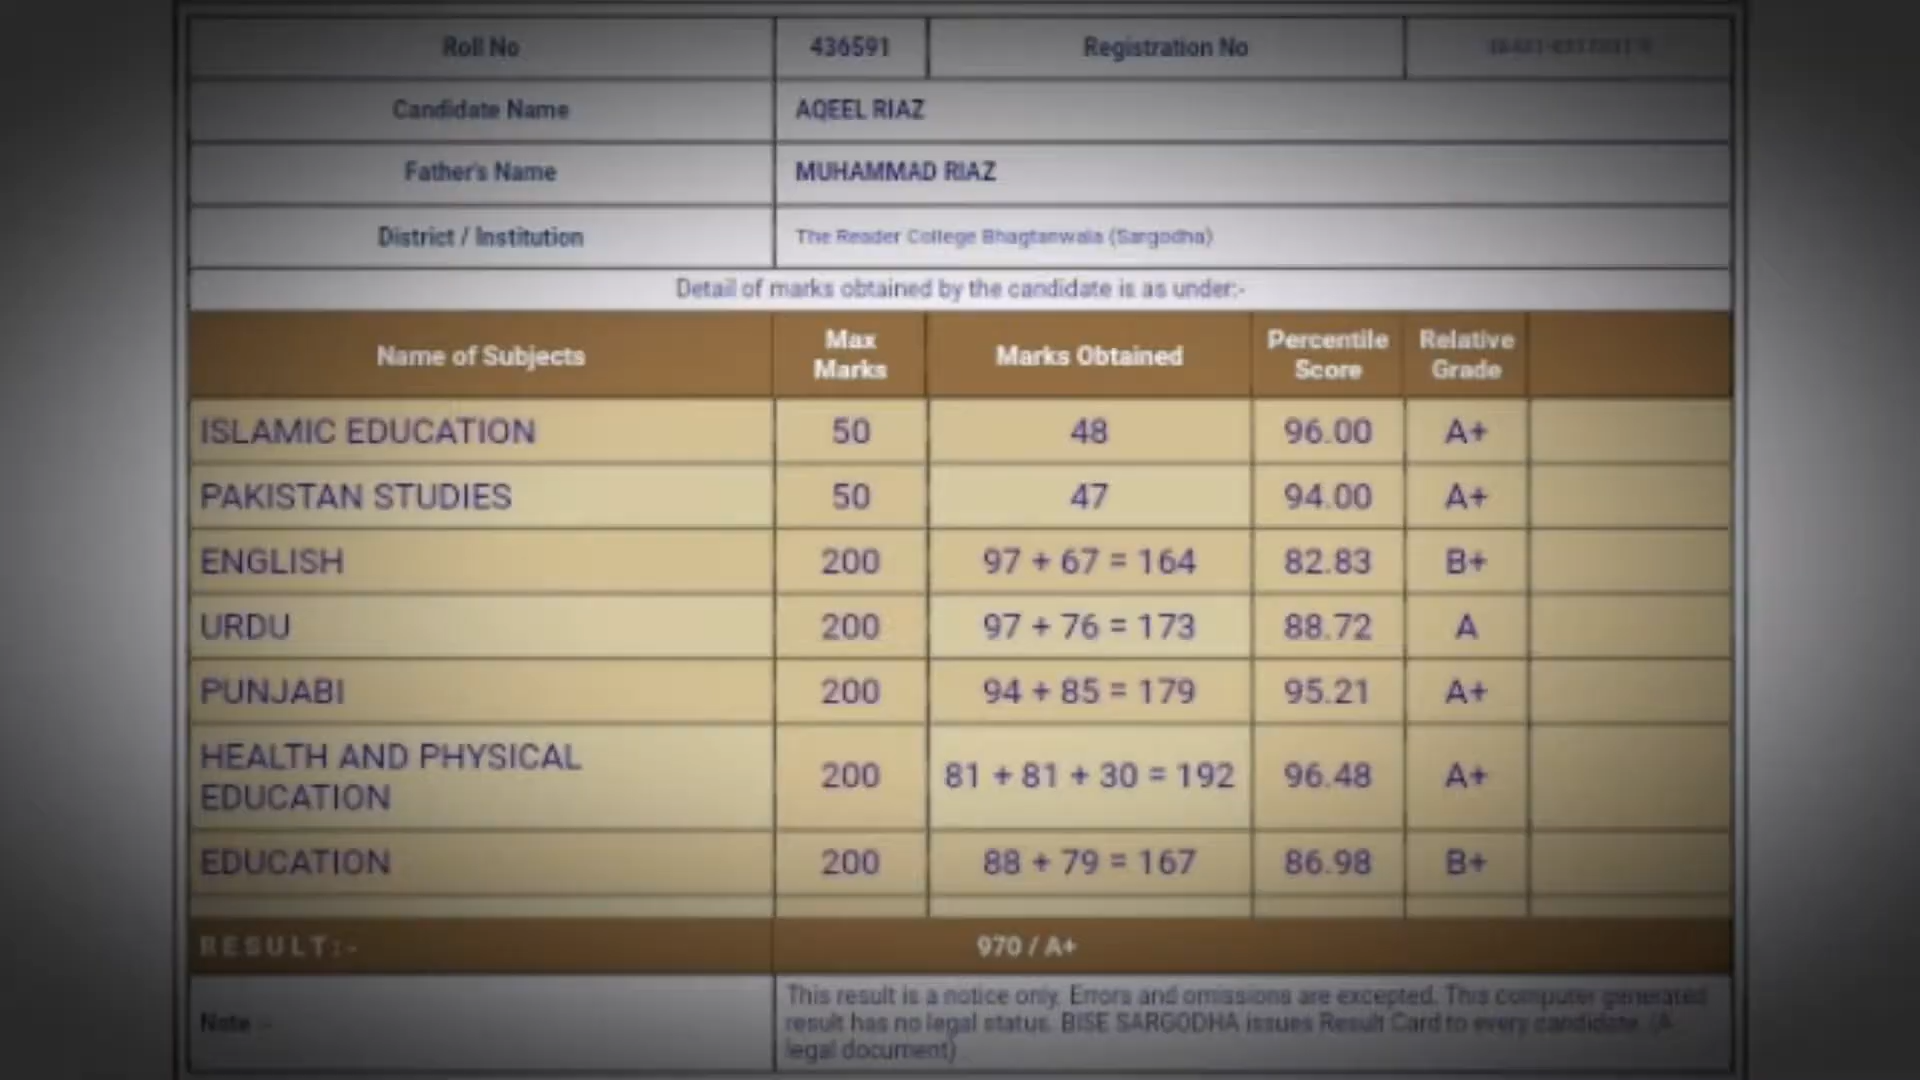 Roll No 436591 Registration No
Candidate Name AQEEL RIAZ
Father's Name MUHAMMAD RIAZ
District / Institution The Reader College Bhagtanwala (Sargodha)
Detail of marks obtained by the candidate is as under:-
Name of Subjects Max Marks Marks Obtained Percentile Score Relative Grade
ISLAMIC EDUCATION 50 48 96.00 A+
PAKISTAN STUDIES 50 47 94.00 A+
ENGLISH 200 97 + 67 = 164 82.83 B+
URDU 200 97 + 76 = 173 88.72 A
PUNJABI 200 94 + 85 = 179 95.21 A+
HEALTH AND PHYSICAL EDUCATION 200 81 + 81 + 30 = 192 96.48 A+
EDUCATION 200 88 + 79 = 167 86.98 B+
RESULT:- 970 / A+
Note :-
This result is a notice only. Errors and omissions are excepted. This computer generated
result has no legal status. BISE SARGODHA issues Result Card to every candidate. (A
legal document)